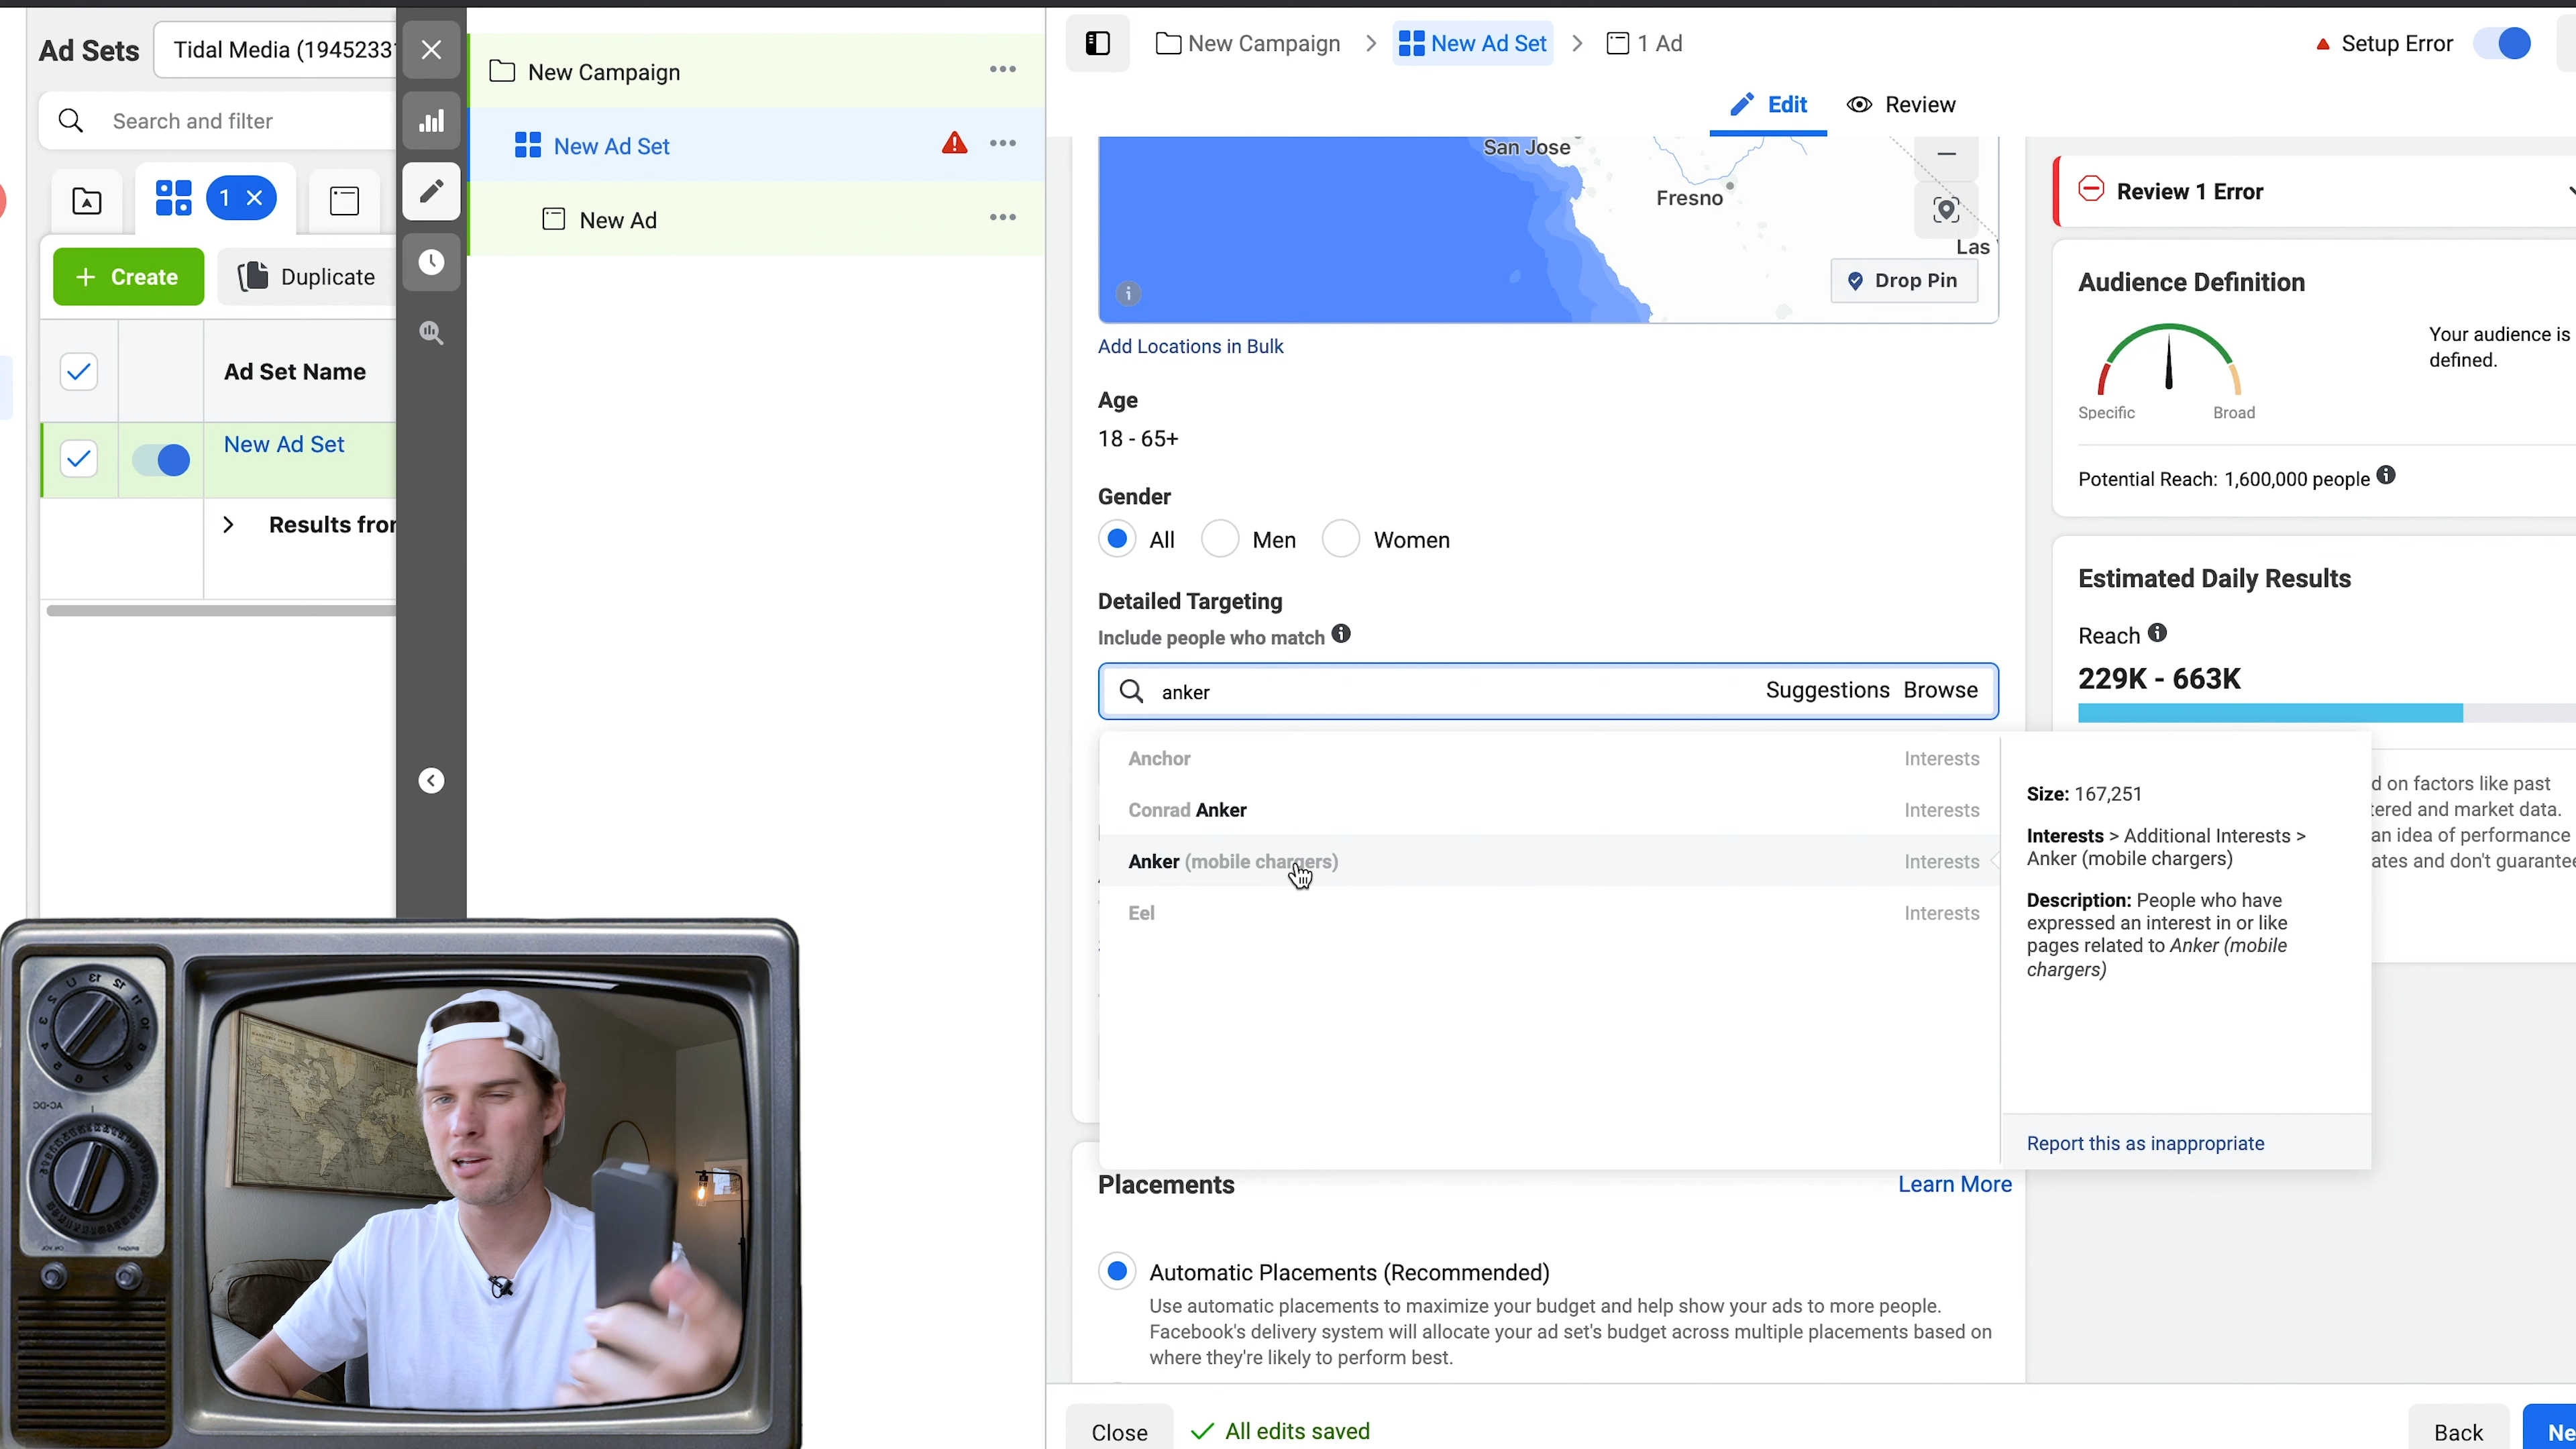 Ad Sets
Tidal Media (1945233
Search and filter
1
Create
Duplicate
Ad Set Name
New Ad Set
Results from
New Campaign
New Ad Set
New Ad
New Campaign
New Ad Set
1 Ad
Setup Error
Edit
Review
San Jose
Fresno
Las
Drop Pin
Add Locations in Bulk
Age
18 - 65+
Gender
All
Men
Women
Detailed Targeting
Include people who match
anker
Suggestions Browse
Anchor
Interests
Conrad Anker
Interests
Anker (mobile chargers)
Interests
Eel
Interests
Size: 167,251
Interests > Additional Interests >
Anker (mobile chargers)
Description: People who have
expressed an interest in or like
pages related to Anker (mobile
chargers)
Report this as inappropriate
Review 1 Error
Audience Definition
Your audience is
defined.
Specific
Broad
Potential Reach: 1,600,000 people
Estimated Daily Results
Reach
229K - 663K
d on factors like past
tered and market data.
an idea of performance
ates and don't guarantee
Placements
Learn More
Automatic Placements (Recommended)
Use automatic placements to maximize your budget and help show your ads to more people.
Facebook's delivery system will allocate your ad set's budget across multiple placements based on
where they're likely to perform best.
Close
All edits saved
Back
Ne